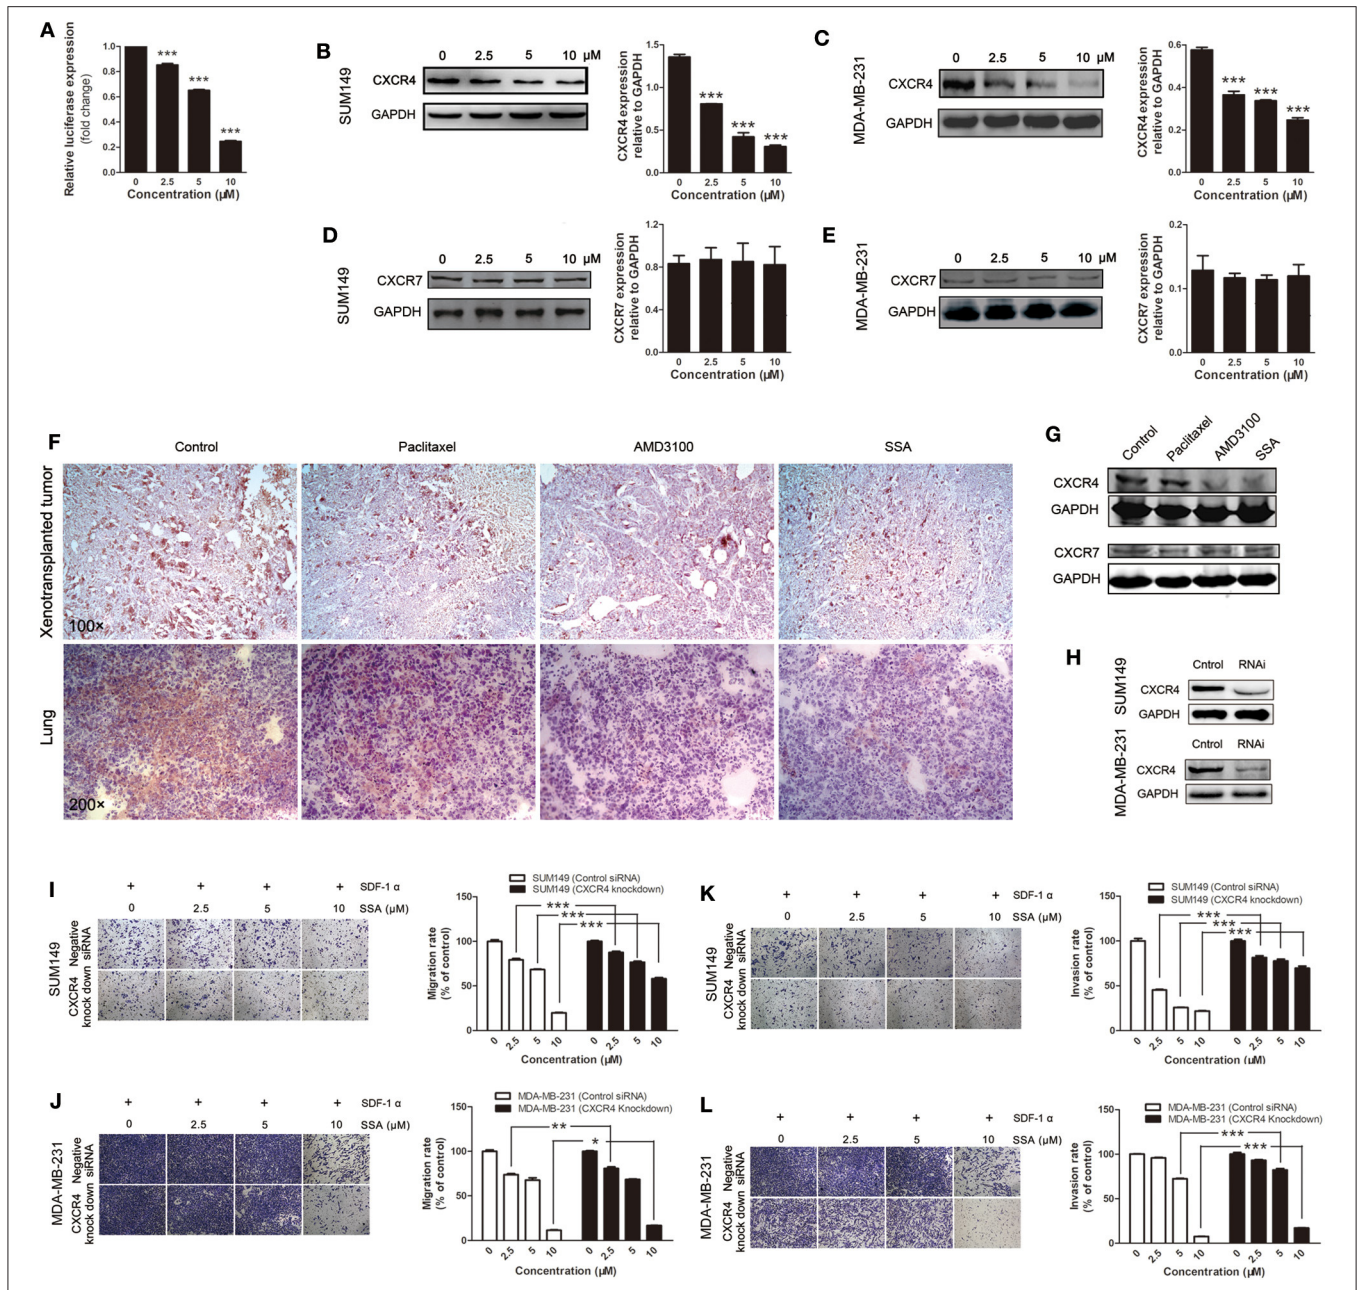 A
Relative luciferase expression
(fold change)
1.0
0.8
0.6
0.4
0.2
0.0
***
***
***
0 2.5 5 10
Concentration (µM)
B
SUM149
0 2.5 5 10 µM
CXCR4
GAPDH
CXCR4 expression
relative to GAPDH
1.5
1.0
0.5
0.0
***
***
***
0 2.5 5 10
Concentration (µM)
C
MDA-MB-231
0 2.5 5 10 µM
CXCR4
GAPDH
CXCR4 expression
relative to GAPDH
0.6
0.4
0.2
0.0
***
***
***
0 2.5 5 10
Concentration (µM)
D
SUM149
0 2.5 5 10 µM
CXCR7
GAPDH
CXCR7 expression
relative to GAPDH
1.2
0.8
0.4
0.0
0 2.5 5 10
Concentration (µM)
E
MDA-MB-231
0 2.5 5 10 µM
CXCR7
GAPDH
CXCR7 expression
relative to GAPDH
0.2
0.1
0.0
0 2.5 5 10
Concentration (µM)
F
Control Paclitaxel AMD3100 SSA
Xenotransplanted tumor
100×
Lung
200×
G
Control Paclitaxel AMD3100 SSA
CXCR4
GAPDH
CXCR7
GAPDH
H
SUM149
Cntrol RNAi
CXCR4
GAPDH
MDA-MB-231
Cntrol RNAi
CXCR4
GAPDH
I
+ + + + SDF-1 α
0 2.5 5 10 SSA (µM)
SUM149
Negative
siRNA
CXCR4
knock down
Migration rate
(% of control)
150
100
50
0
SUM149 (Control siRNA)
SUM149 (CXCR4 knockdown)
***
***
***
0 2.5 5 10 0 2.5 5 10
Concentration (µM)
K
+ + + + SDF-1 α
0 2.5 5 10 SSA (µM)
SUM149
Negative
siRNA
CXCR4
knock down
Invasion rate
(% of control)
150
100
50
0
SUM149 (Control siRNA)
SUM149 (CXCR4 knockdown)
***
***
***
0 2.5 5 10 0 2.5 5 10
Concentration (µM)
J
+ + + + SDF-1 α
0 2.5 5 10 SSA (µM)
MDA-MB-231
Negative
siRNA
CXCR4
knock down
Migration rate
(% of control)
150
100
50
0
MDA-MB-231 (Control siRNA)
MDA-MB-231 (CXCR4 Knockdown)
**
*
0 2.5 5 10 0 2.5 5 10
Concentration (µM)
L
+ + + + SDF-1 α
0 2.5 5 10 SSA (µM)
MDA-MB-231
Negative
siRNA
CXCR4
knock down
Invasion rate
(% of control)
150
100
50
0
MDA-MB-231 (Control siRNA)
MDA-MB-231 (CXCR4 Knockdown)
***
***
0 2.5 5 10 0 2.5 5 10
Concentration (µM)